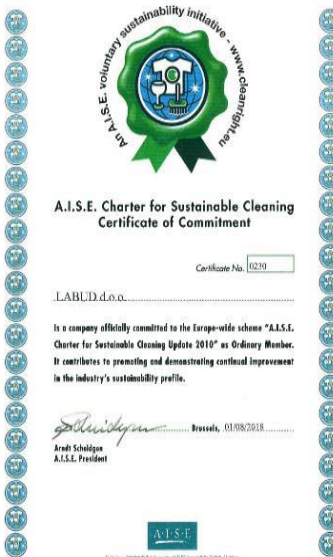 An A.I.S.E. voluntary sustainability initiative - www.cleanright.eu
A.I.S.E. Charter for Sustainable Cleaning
Certificate of Commitment
Certificate No. 0230
LABUD d.o.o.
is a company officially committed to the Europe-wide scheme "A.I.S.E.
Charter for Sustainable Cleaning Update 2010" as Ordinary Member.
It contributes to promoting and demonstrating continual improvement
in the industry's sustainability profile.
Brussels, 01/08/2018
Arndt Scheidgen
A.I.S.E. President
A·I·S·E